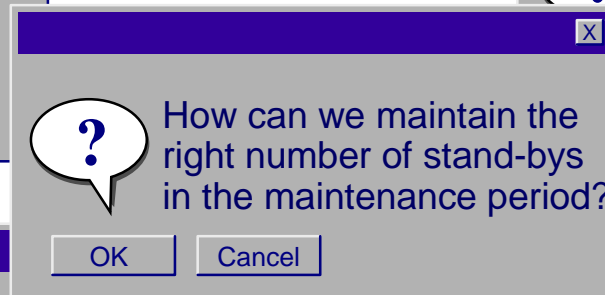 X
?
How can we maintain the
right number of stand-bys
in the maintenance period?
OK Cancel